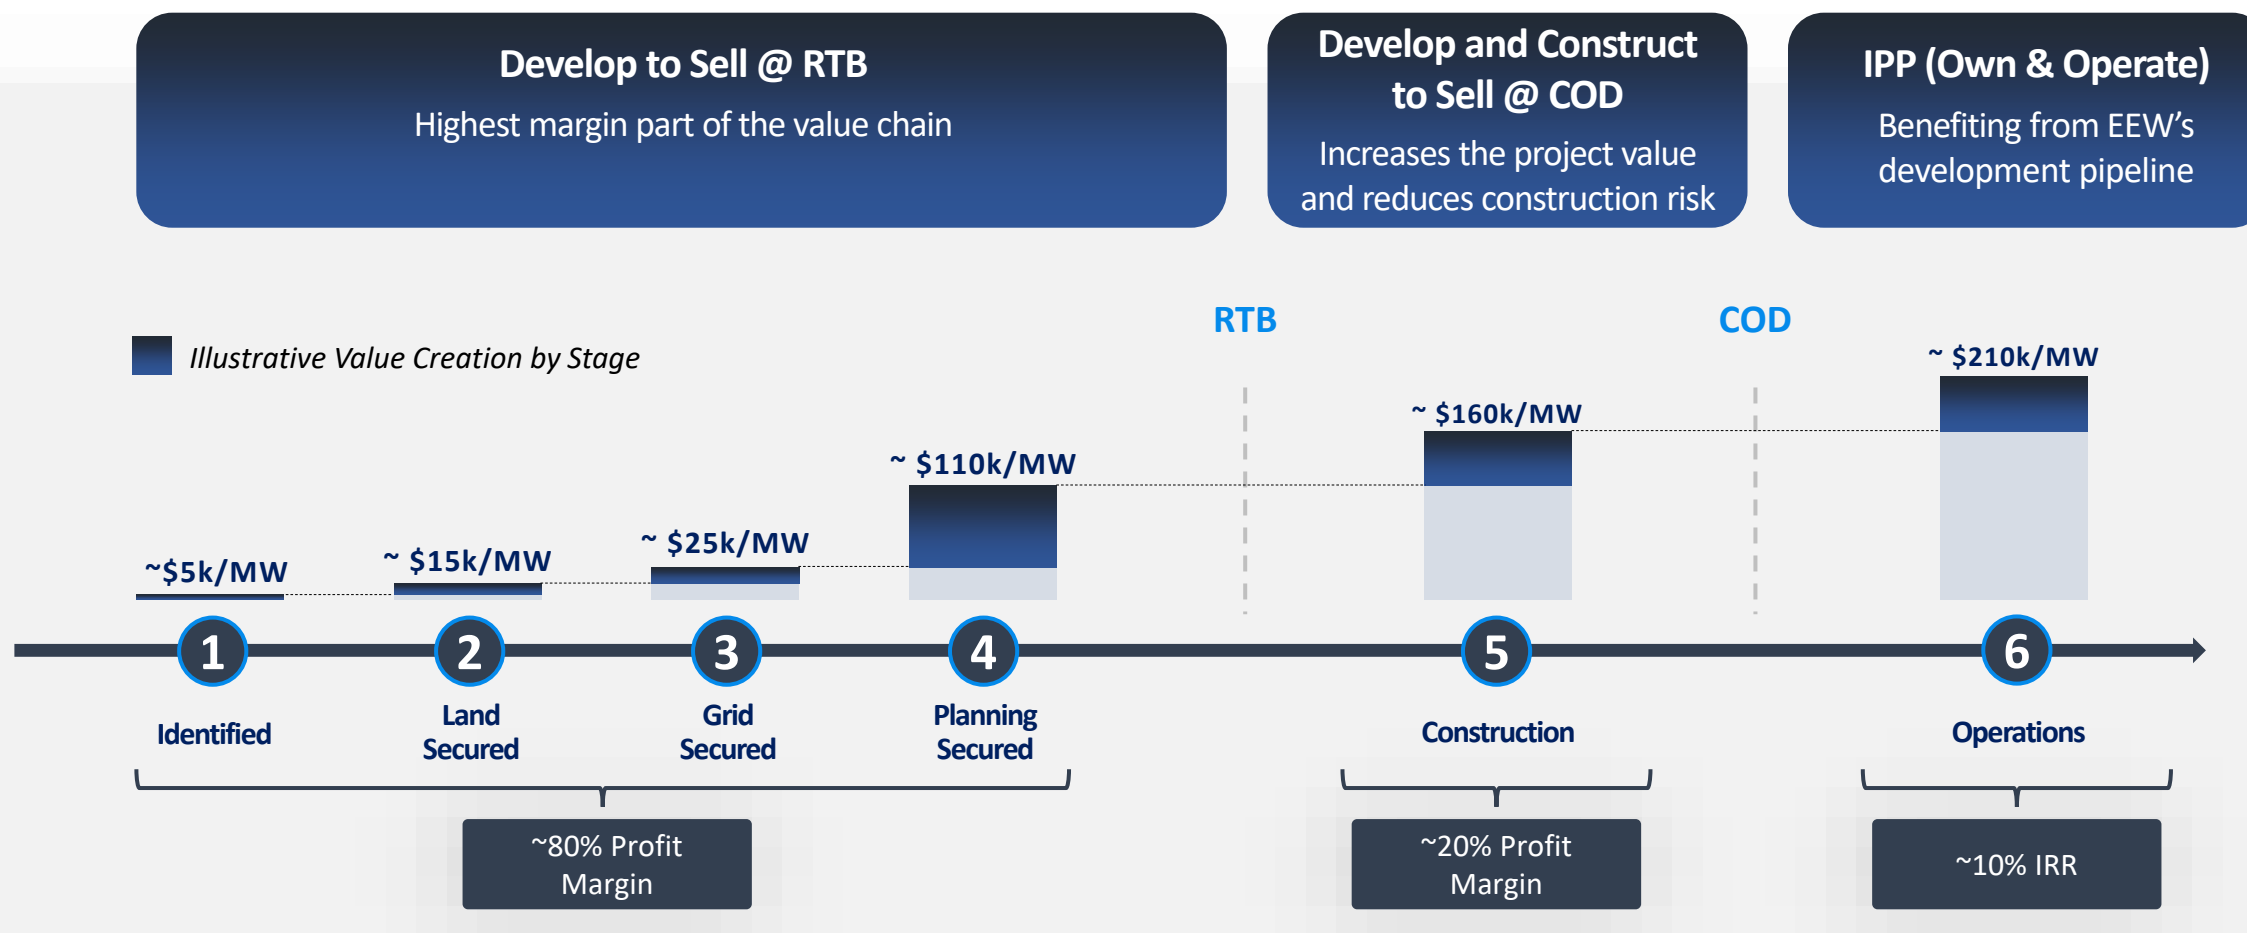 Develop to Sell @ RTB
Highest margin part of the value chain
Develop and Construct
to Sell @ COD
Increases the project value
and reduces construction risk
IPP (Own & Operate)
Benefiting from EEW’s
development pipeline
RTB
COD
Illustrative Value Creation by Stage
~$5k/MW
~ $15k/MW
~ $25k/MW
~ $110k/MW
~ $160k/MW
~ $210k/MW
1
2
3
4
5
6
Identified
Land
Secured
Grid
Secured
Planning
Secured
Construction
Operations
~80% Profit
Margin
~20% Profit
Margin
~10% IRR